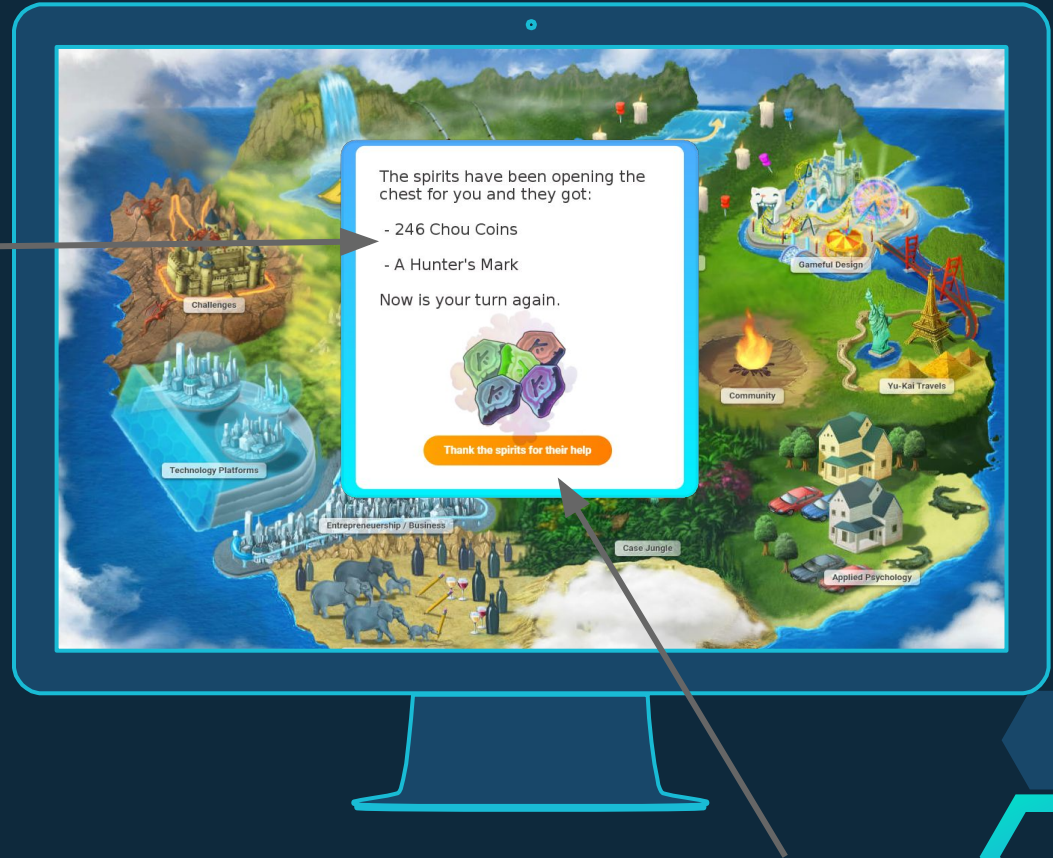 The spirits have been opening the
chest for you and they got:
- 246 Chou Coins
- A Hunter's Mark
Now is your turn again.
Thank the spirits for their help
Challenges
Gameful Design
Community
Yu-Kai Travels
Technology Platforms
Entrepreneuership / Business
Case Jungle
Applied Psychology